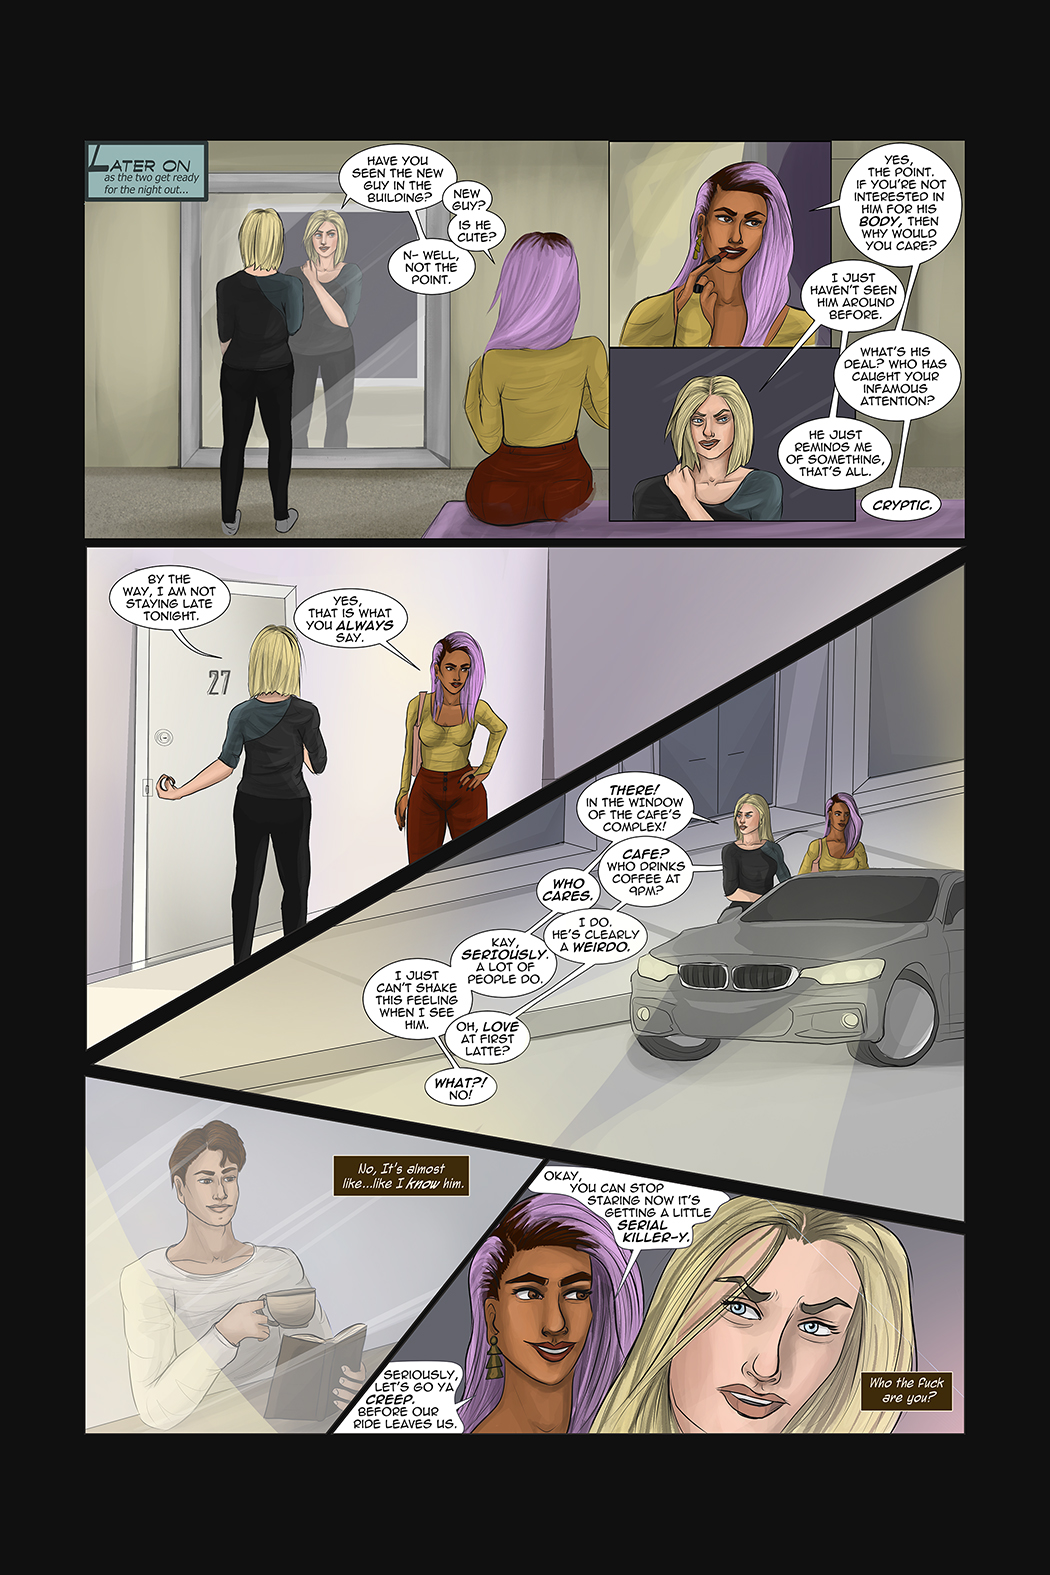 LATER ON
as the two get ready
for the night out...
HAVE YOU
SEEN THE NEW
GUY IN THE
BUILDING?
NEW
GUY?
IS HE
CUTE?
N- WELL,
NOT THE
POINT.
YES,
THE POINT.
IF YOU'RE NOT
INTERESTED IN
HIM FOR HIS
BODY, THEN
WHY WOULD
YOU CARE?
I JUST
HAVEN'T SEEN
HIM AROUND
BEFORE.
WHAT'S HIS
DEAL? WHO HAS
CAUGHT YOUR
INFAMOUS
ATTENTION?
HE JUST
REMINDS ME
OF SOMETHING,
THAT'S ALL.
CRYPTIC.
BY THE
WAY, I AM NOT
STAYING LATE
TONIGHT.
YES,
THAT IS WHAT
YOU ALWAYS
SAY.
27
THERE!
IN THE WINDOW
OF THE CAFE'S
COMPLEX!
CAFE?
WHO DRINKS
COFFEE AT
9PM?
WHO
CARES.
I DO.
HE'S CLEARLY
A WEIRDO.
KAY,
SERIOUSLY.
A LOT OF
PEOPLE DO.
I JUST
CAN'T SHAKE
THIS FEELING
WHEN I SEE
HIM.
OH, LOVE
AT FIRST
LATTE?
WHAT?!
NO!
No, It's almost
like...like I know him.
OKAY,
YOU CAN STOP
STARING NOW IT'S
GETTING A LITTLE
SERIAL
KILLER-Y.
SERIOUSLY,
LET'S GO YA
CREEP.
BEFORE OUR
RIDE LEAVES US.
Who the fuck
are you?